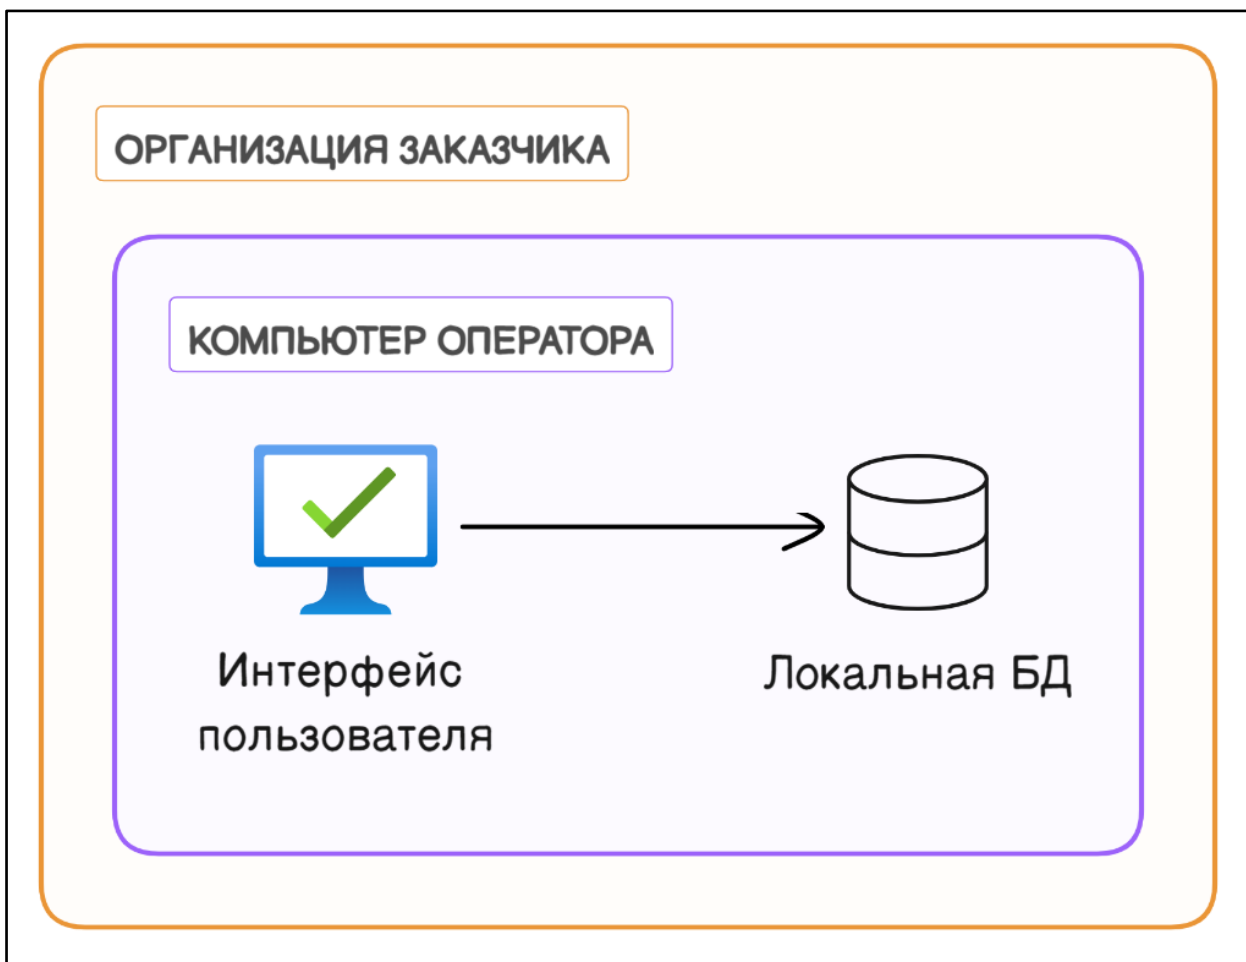 ОРГАНИЗАЦИЯ ЗАКАЗЧИКА
КОМПЬЮТЕР ОПЕРАТОРА
Интерфейс
пользователя
Локальная БД